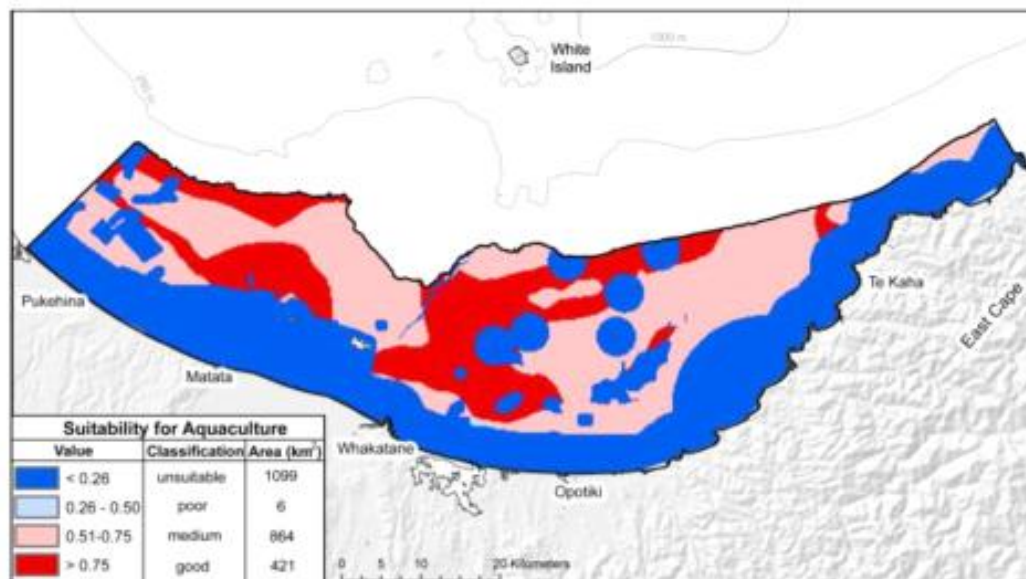 1000 m
White
Island
200 m
Pukehina
Te Kaha
East Cape
Matata
Whakatane
Opotiki
Suitability for Aquaculture
Value Classification Area (km²)
< 0.26 unsuitable 1099
0.26 - 0.50 poor 6
0.51-0.75 medium 864
> 0.75 good 421
0 5 10 20 Kilometers